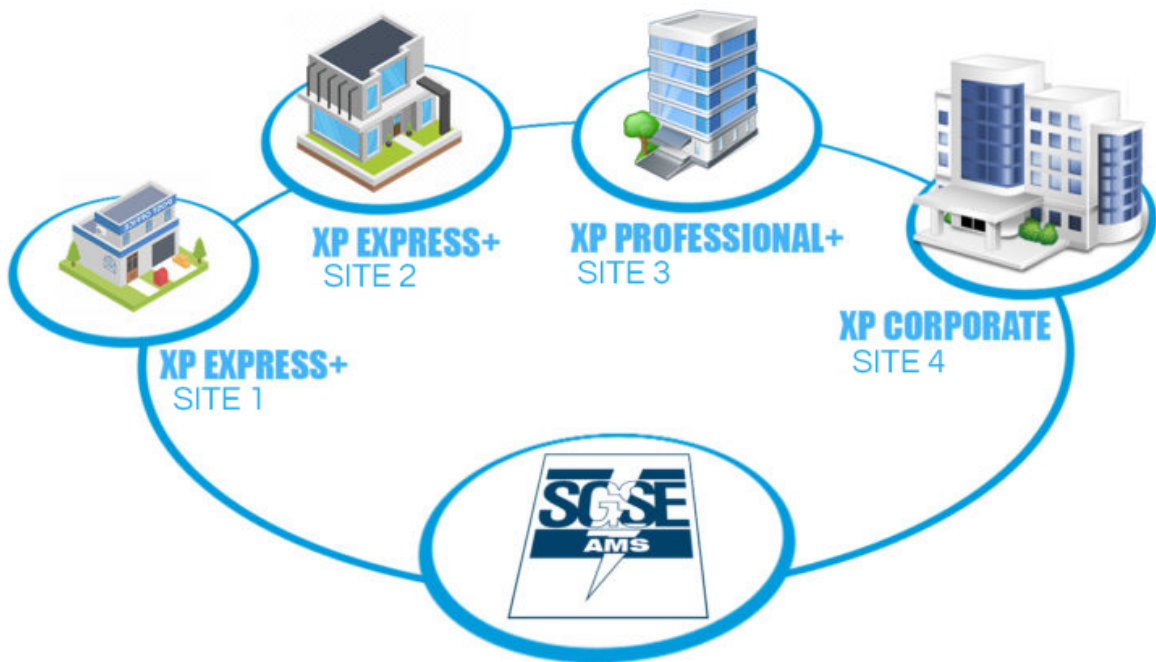 XP EXPRESS+
SITE 2
XP PROFESSIONAL+
SITE 3
XP CORPORATE
SITE 4
XP EXPRESS+
SITE 1
SGSE
AMS